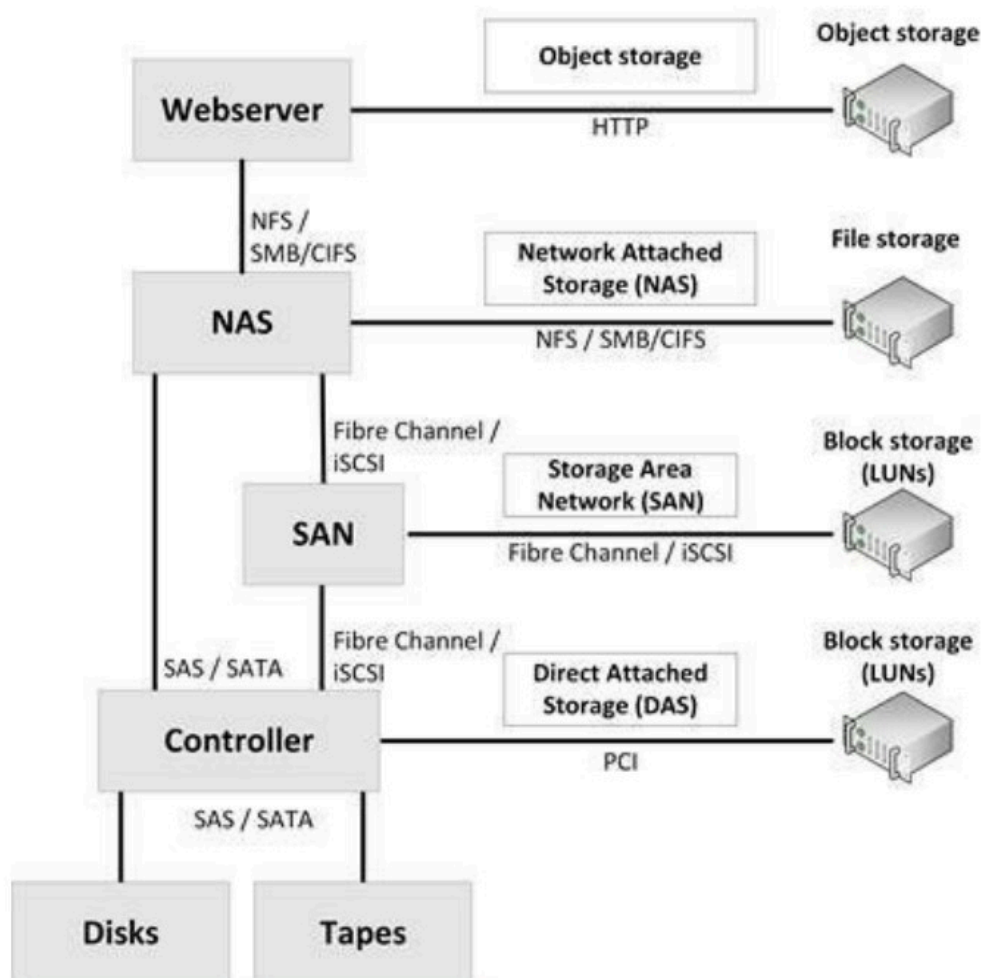 Object storage
Object storage
Webserver
HTTP
NFS /
SMB/CIFS
File storage
Network Attached
Storage (NAS)
NAS
NFS / SMB/CIFS
Fibre Channel /
iSCSI
Block storage
(LUNs)
Storage Area
Network (SAN)
SAN
Fibre Channel / iSCSI
Fibre Channel /
iSCSI
Block storage
(LUNs)
SAS / SATA
Direct Attached
Storage (DAS)
Controller
PCI
SAS / SATA
Disks
Tapes